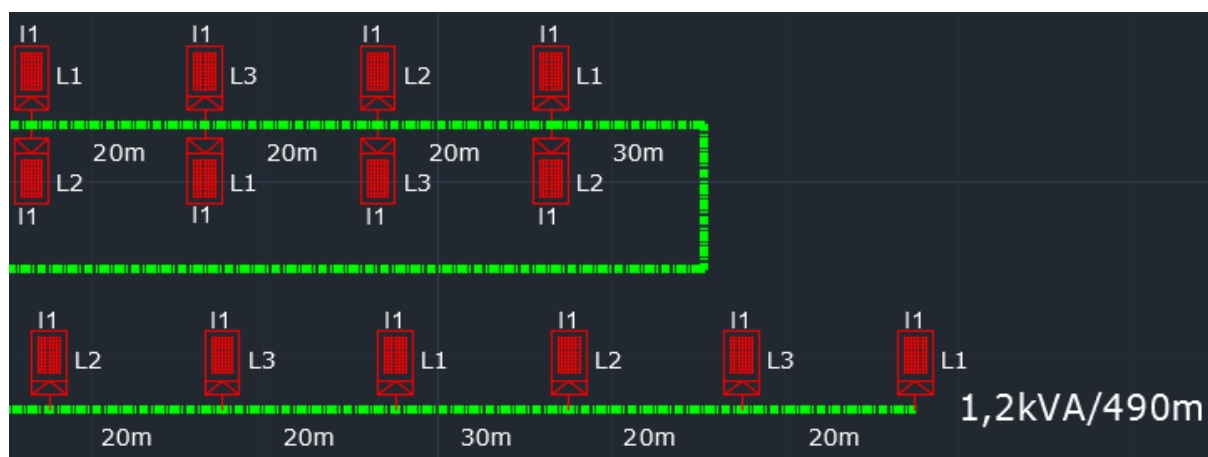 I1 I1 I1 I1
L1 L3 L2 L1
20m 20m 20m 30m
L2 L1 L3 L2
I1 I1 I1 I1
I1 I1 I1 I1 I1 I1
L2 L3 L1 L2 L3 L1
1,2kVA/490m
20m 20m 30m 20m 20m